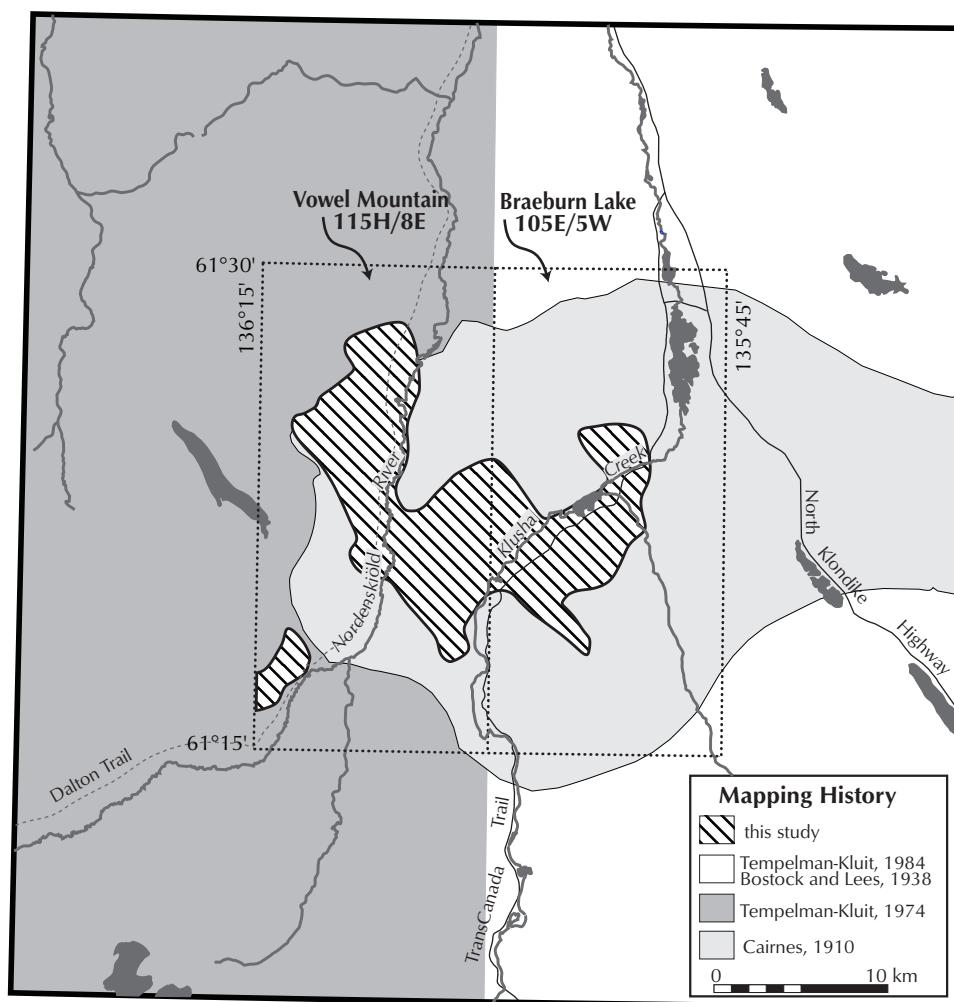 Vowel Mountain
115H/8E
Braeburn Lake
105E/5W
61°30'
136°15'
135°45'
River
Creek
Klusha
Nordenskiöld
North
Klondike
Highway
61°15'
Dalton Trail
Trail
TransCanada
Mapping History
this study
Tempelman-Kluit, 1984
Bostock and Lees, 1938
Tempelman-Kluit, 1974
Cairnes, 1910
0 10 km